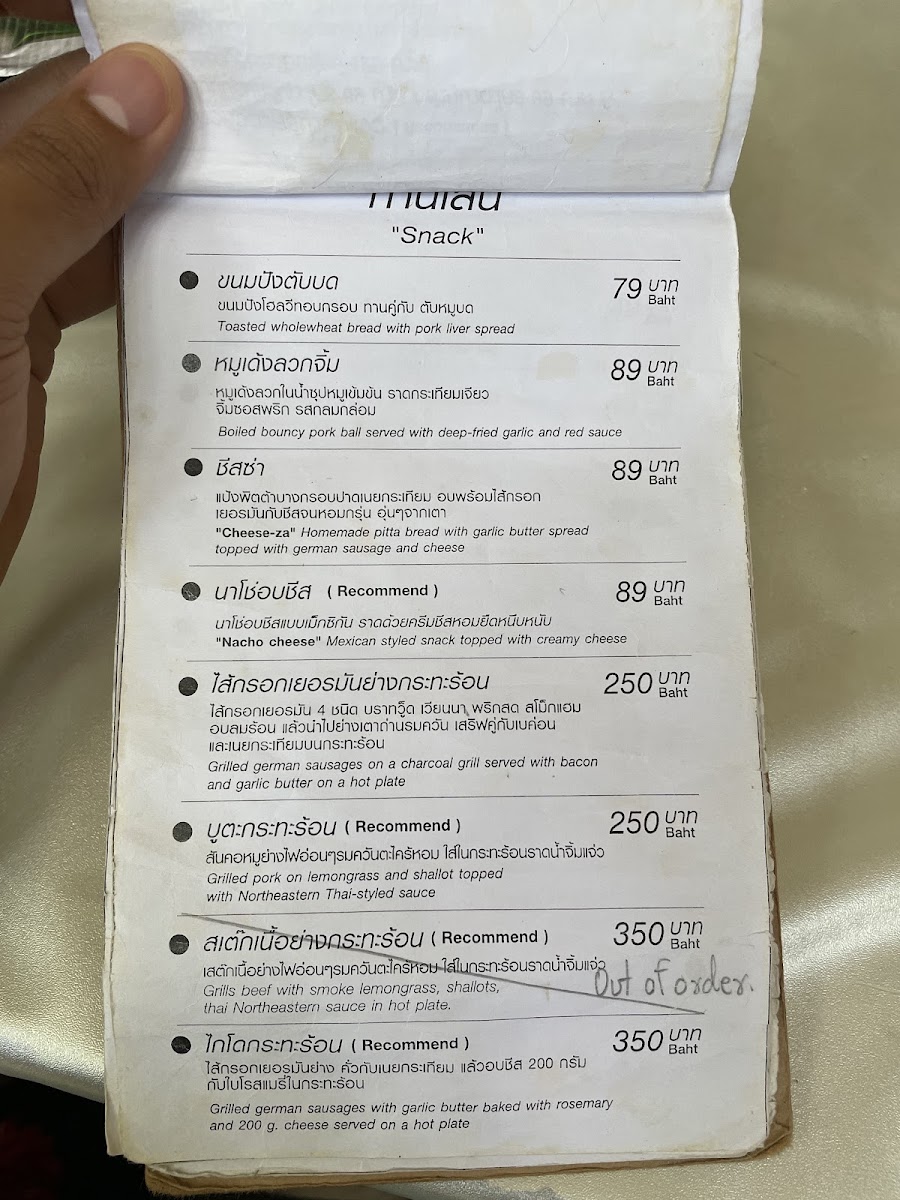 ทานเล่น
"Snack"
ขนมปังตับบด 79 บาท
Baht
ขนมปังโฮลวีทอบกรอบ ทานคู่กับ ตับหมูบด
Toasted wholewheat bread with pork liver spread
หมูเด้งลวกจิ้ม 89 บาท
Baht
หมูเด้งลวกในน้ำซุปหมูเข้มข้น ราดกระเทียมเจียว
จิ้มซอสพริก รสกลมกล่อม
Boiled bouncy pork ball served with deep-fried garlic and red sauce
ชีสซ่า 89 บาท
Baht
แป้งพิตต้าบางกรอบปาดเนยกระเทียม อบพร้อมไส้กรอก
เยอรมันกับชีสจนหอมกรุ่น อุ่นๆจากเตา
"Cheese-za" Homemade pitta bread with garlic butter spread
topped with german sausage and cheese
นาโช่อบชีส ( Recommend ) 89 บาท
Baht
นาโช่อบชีสแบบเม็กซิกัน ราดด้วยครีมชีสหอมยืดหนึบหนับ
"Nacho cheese" Mexican styled snack topped with creamy cheese
ไส้กรอกเยอรมันย่างกระทะร้อน 250 บาท
Baht
ไส้กรอกเยอรมัน 4 ชนิด บราทวู๊ด เวียนนา พริกสด สโม็กแฮม
อบลมร้อน แล้วนำไปย่างเตาถ่านรมควัน เสริฟคู่กับเบค่อน
และเนยกระเทียมบนกระทะร้อน
Grilled german sausages on a charcoal grill served with bacon
and garlic butter on a hot plate
บูตะกระทะร้อน ( Recommend ) 250 บาท
Baht
สันคอหมูย่างไฟอ่อนๆรมควันตะไคร้หอม ใส่ในกระทะร้อนราดน้ำจิ้มแจ่ว
Grilled pork on lemongrass and shallot topped
with Northeastern Thai-styled sauce
สเต๊กเนื้อย่างกระทะร้อน ( Recommend ) 350 บาท
Baht
เสต๊กเนื้อย่างไฟอ่อนๆรมควันตะไคร้หอม ใส่ในกระทะร้อนราดน้ำจิ้มแจ่ว
Out of order.
Grills beef with smoke lemongrass, shallots,
thai Northeastern sauce in hot plate.
ไกโดกระทะร้อน ( Recommend ) 350 บาท
Baht
ไส้กรอกเยอรมันย่าง คั่วกับเนยกระเทียม แล้วอบชีส 200 กรัม
กับใบโรสแมรี่ในกระทะร้อน
Grilled german sausages with garlic butter baked with rosemary
and 200 g. cheese served on a hot plate